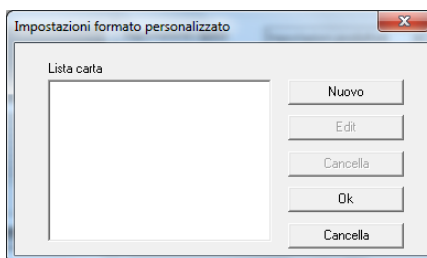 Impostazioni formato personalizzato
Lista carta
Nuovo
Edit
Cancella
Ok
Cancella